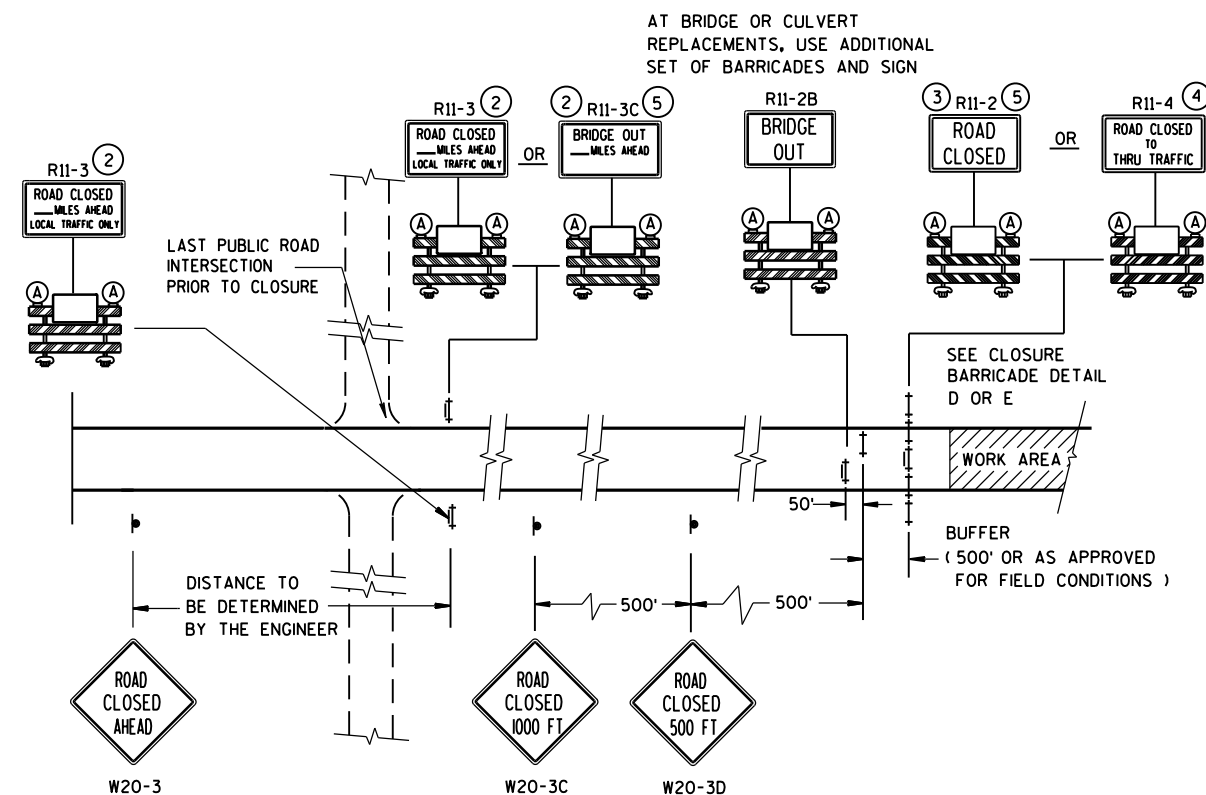 AT BRIDGE OR CULVERT
REPLACEMENTS, USE ADDITIONAL
SET OF BARRICADES AND SIGN
R11-3 2
ROAD CLOSED
MILES AHEAD
LOCAL TRAFFIC ONLY
A A
R11-3 2
ROAD CLOSED
MILES AHEAD
LOCAL TRAFFIC ONLY
A A
OR
2 R11-3C 5
BRIDGE OUT
MILES AHEAD
A A
R11-2B
BRIDGE
OUT
A A
3 R11-2 5
ROAD
CLOSED
A A
OR
R11-4 4
ROAD CLOSED
TO
THRU TRAFFIC
A A
LAST PUBLIC ROAD
INTERSECTION
PRIOR TO CLOSURE
SEE CLOSURE
BARRICADE DETAIL
D OR E
WORK AREA
50'
BUFFER
( 500' OR AS APPROVED
FOR FIELD CONDITIONS )
DISTANCE TO
BE DETERMINED
BY THE ENGINEER
500'
500'
ROAD
CLOSED
AHEAD
W20-3
ROAD
CLOSED
1000 FT
W20-3C
ROAD
CLOSED
500 FT
W20-3D